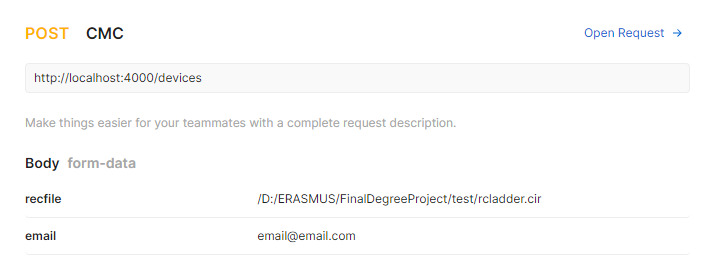 POST CMC Open Request →
http://localhost:4000/devices
Make things easier for your teammates with a complete request description.
Body form-data
recfile /D:/ERASMUS/FinalDegreeProject/test/rcladder.cir
email email@email.com